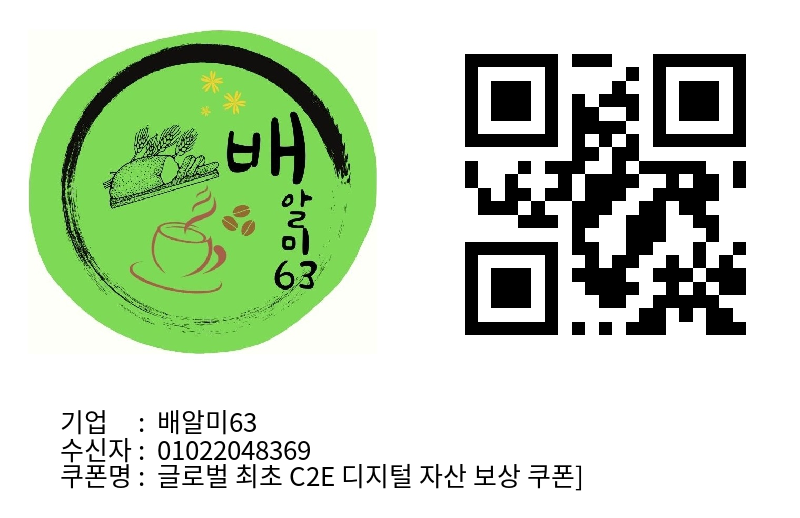 배
알
미
63
기업 : 배알미63
수신자 : 01022048369
쿠폰명 : 글로벌 최초 C2E 디지털 자산 보상 쿠폰]